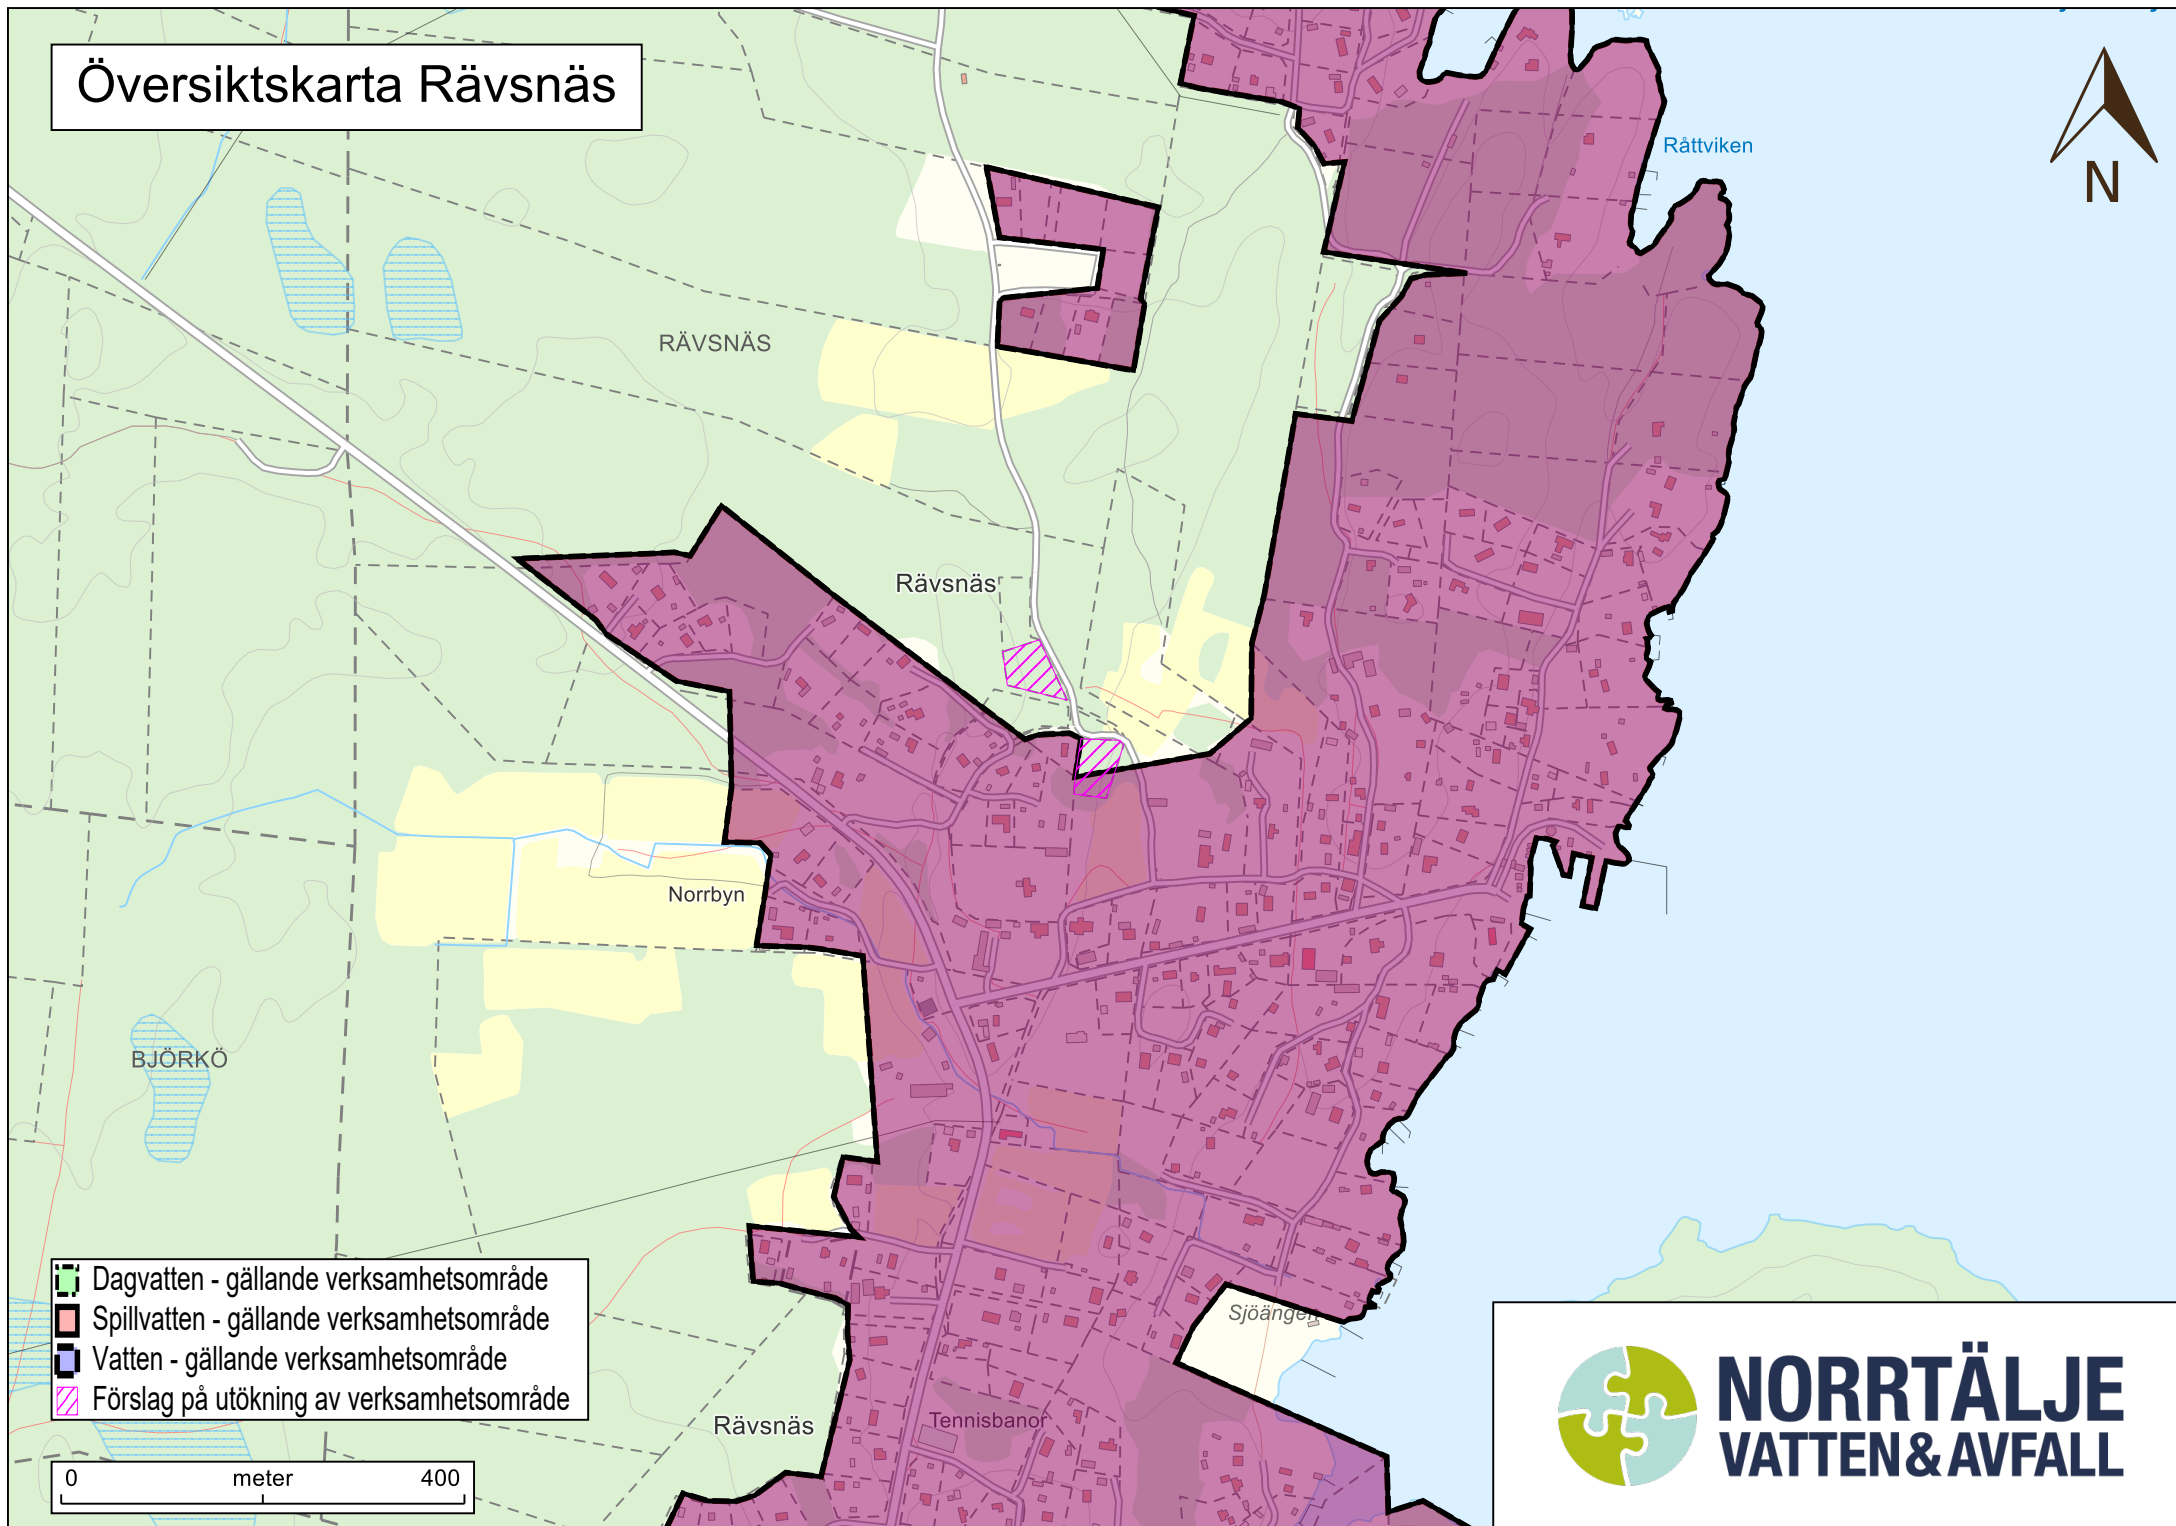 Översiktskarta Rävsnäs
N
Råttviken
RÄVSNÄS
Rävsnäs
Norrbyn
BJÖRKÖ
Sjöängen
Tennisbanor
Rävsnäs
Dagvatten - gällande verksamhetsområde
Spillvatten - gällande verksamhetsområde
Vatten - gällande verksamhetsområde
Förslag på utökning av verksamhetsområde
0 meter 400
NORRTÄLJE
VATTEN & AVFALL